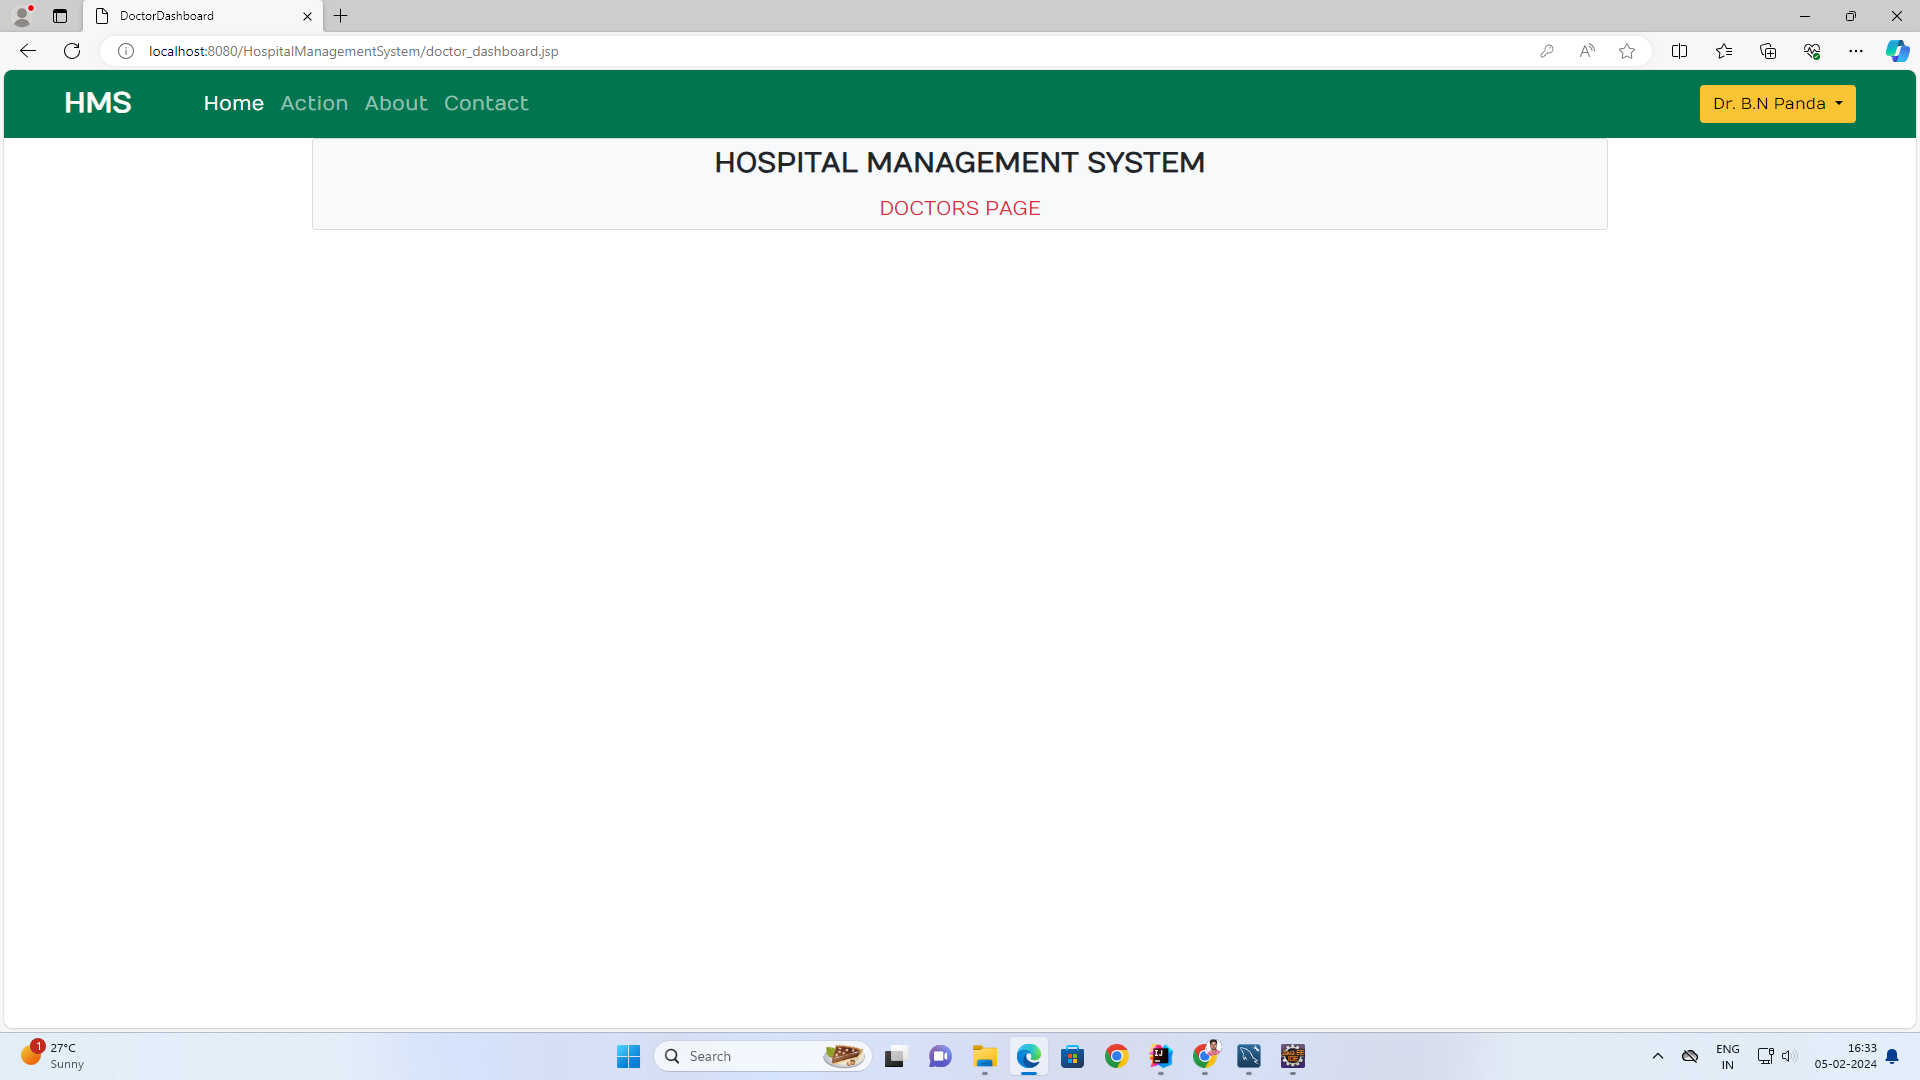 DoctorDashboard
localhost:8080/HospitalManagementSystem/doctor_dashboard.jsp
HMS Home Action About Contact Dr. B.N Panda
HOSPITAL MANAGEMENT SYSTEM
DOCTORS PAGE
1
27°C
Sunny
Search
ENG
IN
16:33
05-02-2024